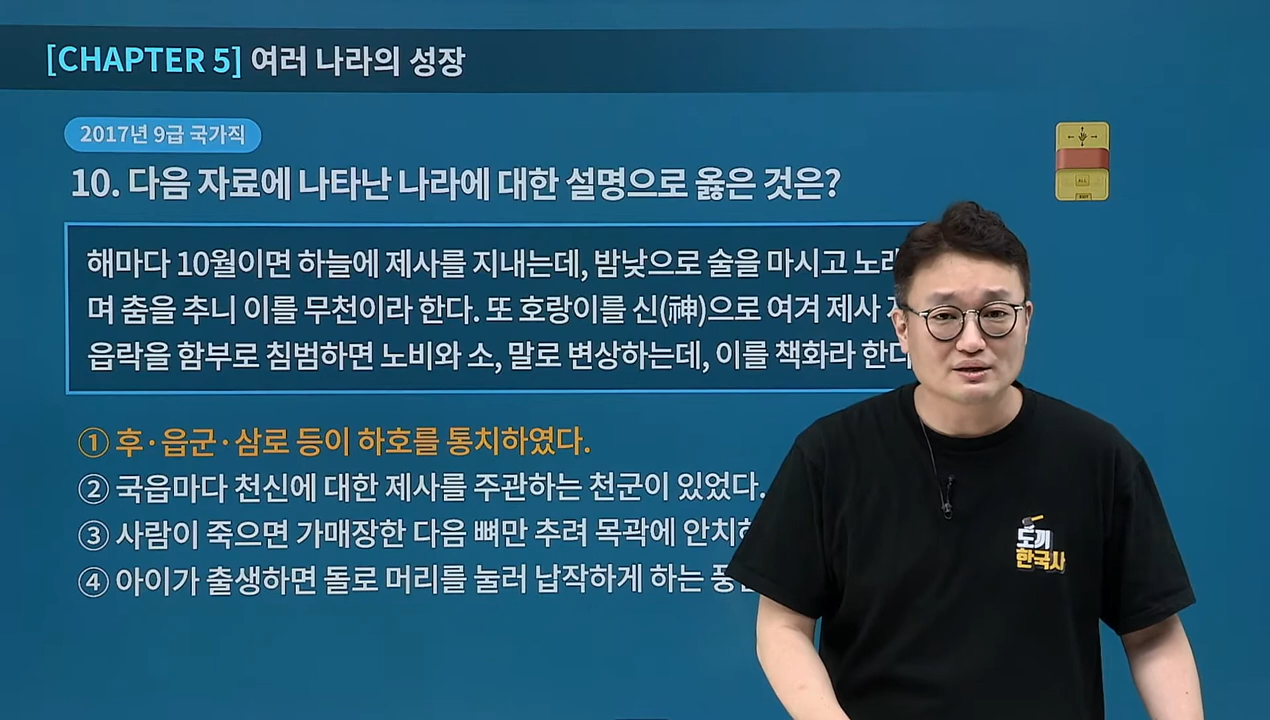 [CHAPTER 5] 여러 나라의 성장
2017년 9급 국가직
10. 다음 자료에 나타난 나라에 대한 설명으로 옳은 것은?
해마다 10월이면 하늘에 제사를 지내는데, 밤낮으로 술을 마시고
며 춤을 추니 이를 무천이라 한다. 또 호랑이를 신(神)으로 여겨 제사
읍락을 함부로 침범하면 노비와 소, 말로 변상하는데, 이를 책화라
① 후·읍군·삼로 등이 하호를 통치하였다.
② 국읍마다 천신에 대한 제사를 주관하는 천군이 있었다.
③ 사람이 죽으면 가매장한 다음 뼈만 추려 목곽에
④ 아이가 출생하면 돌로 머리를 눌러 납작하게 하는
ALL
도끼
한국사